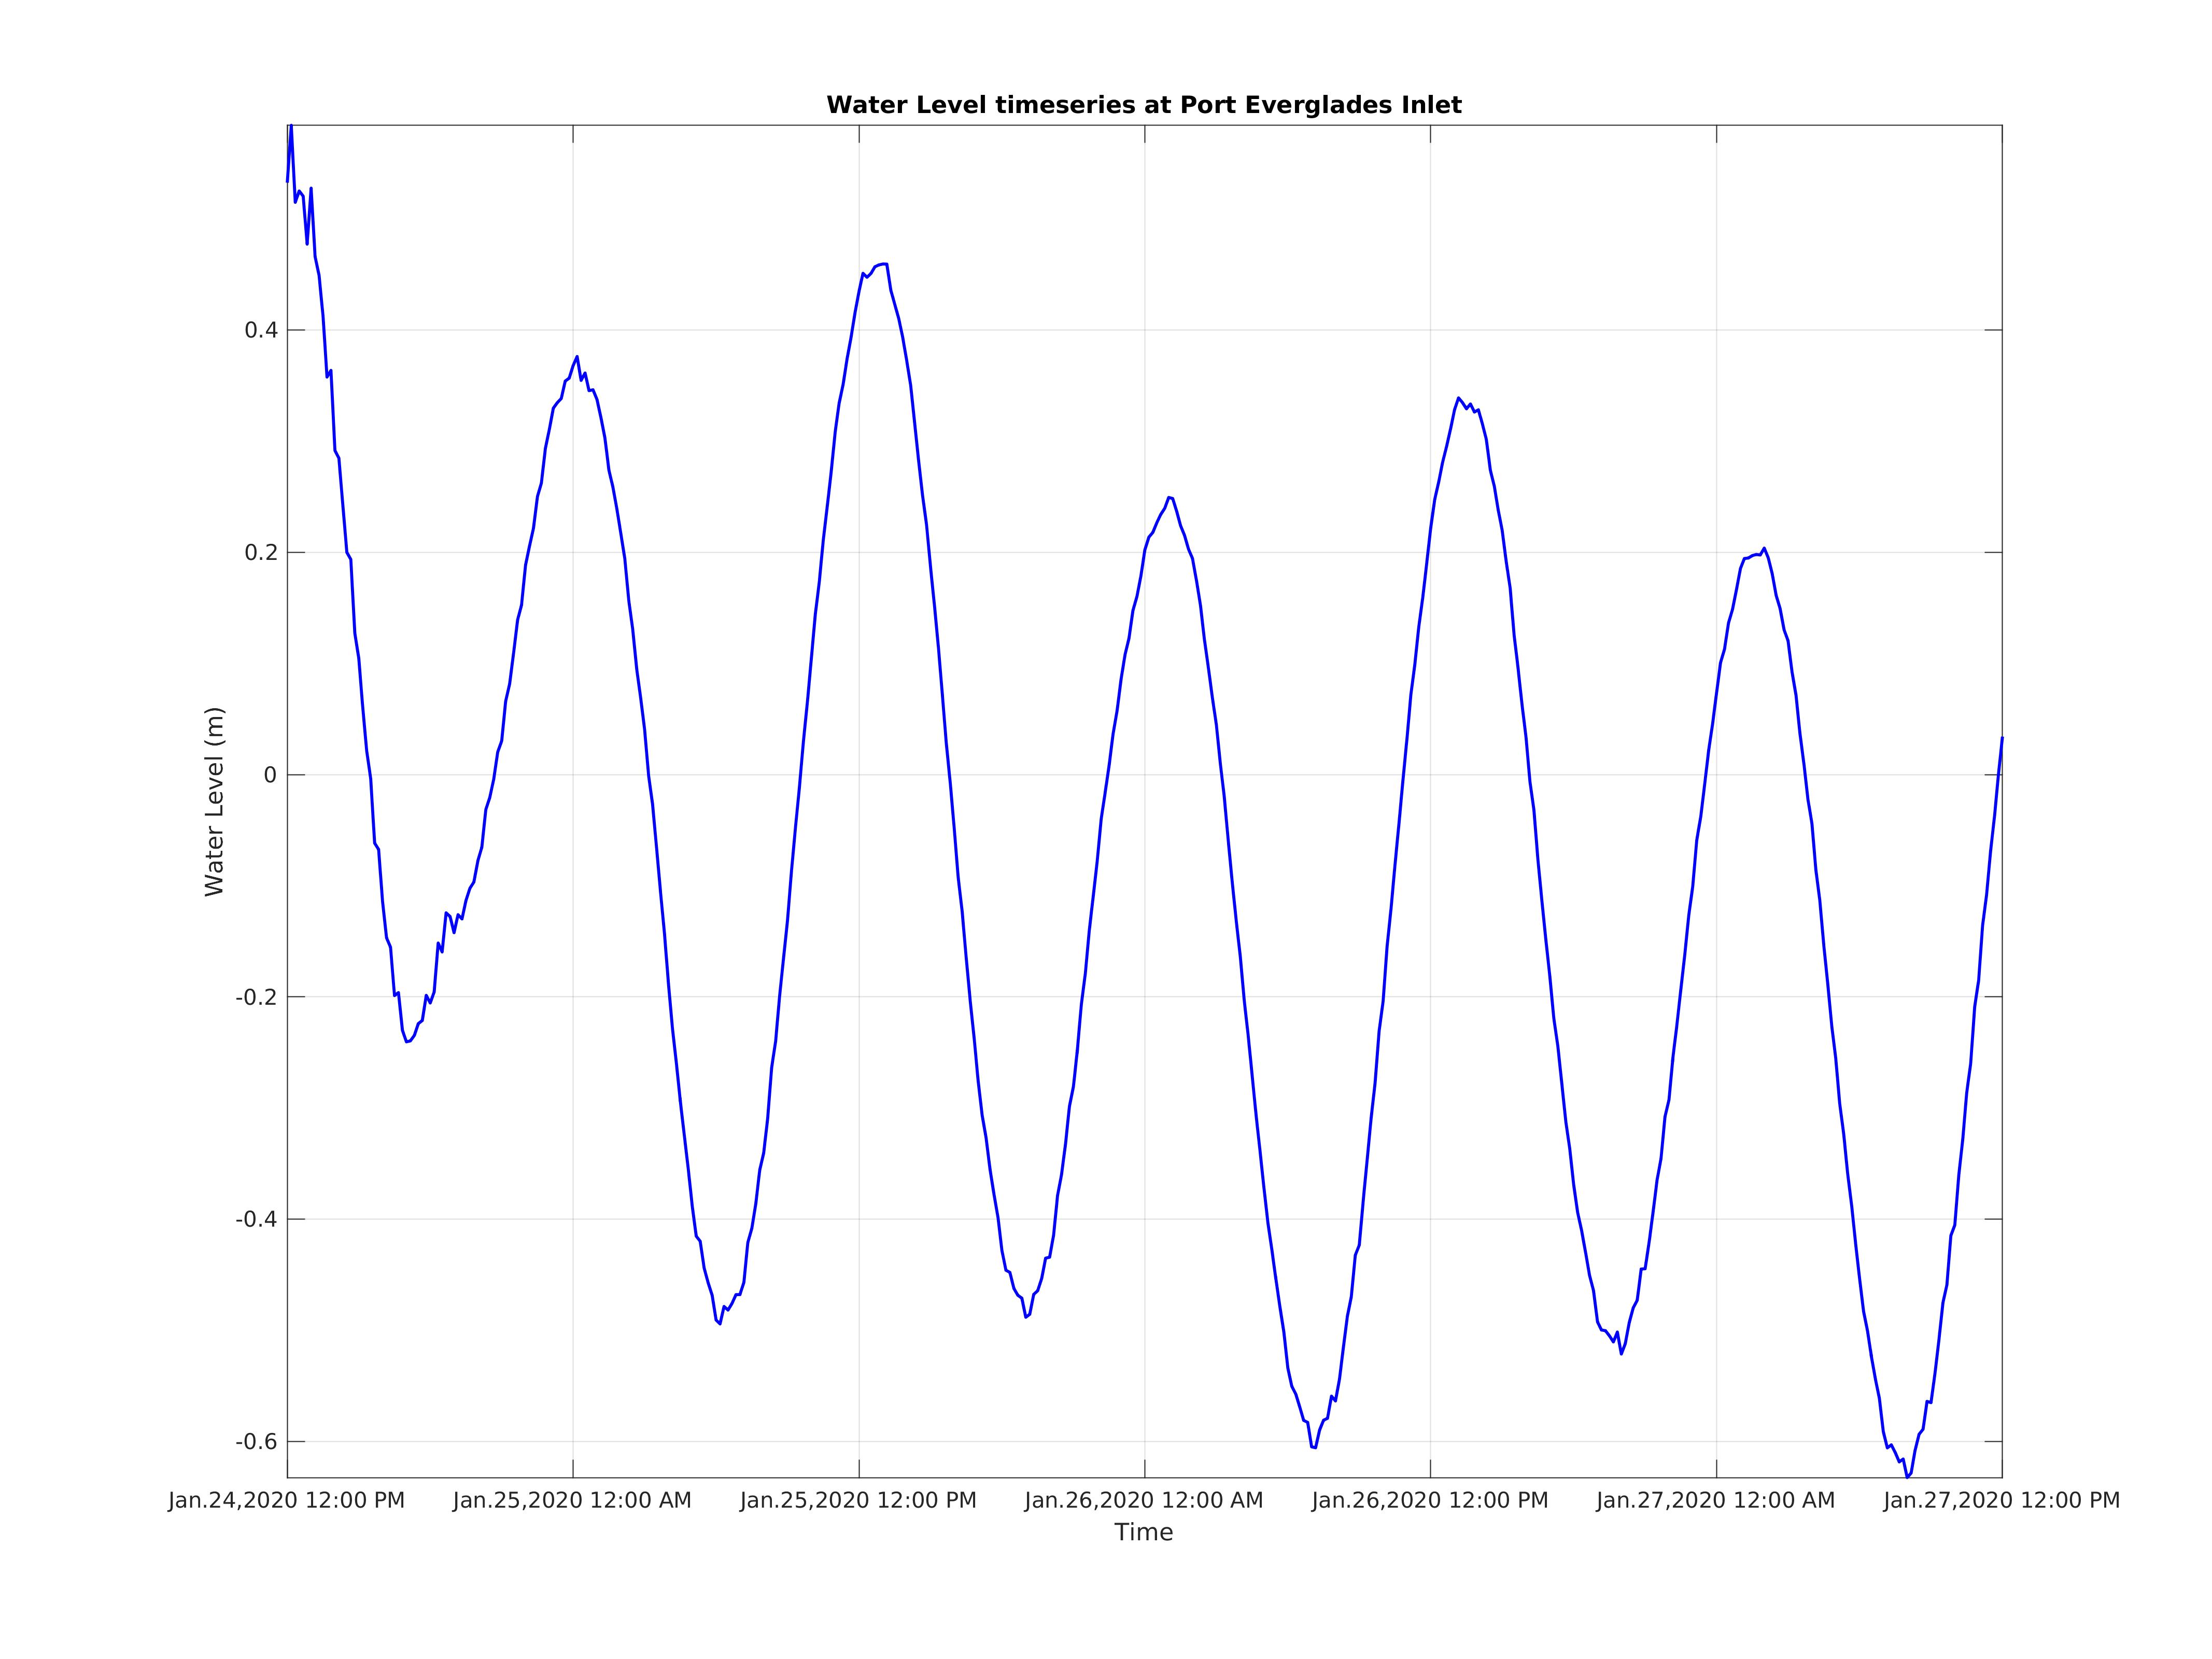 Water Level timeseries at Port Everglades Inlet
0.4
0.2
0
-0.2
-0.4
-0.6
Water Level (m)
Jan.24,2020 12:00 PM
Jan.25,2020 12:00 AM
Jan.25,2020 12:00 PM
Jan.26,2020 12:00 AM
Jan.26,2020 12:00 PM
Jan.27,2020 12:00 AM
Jan.27,2020 12:00 PM
Time